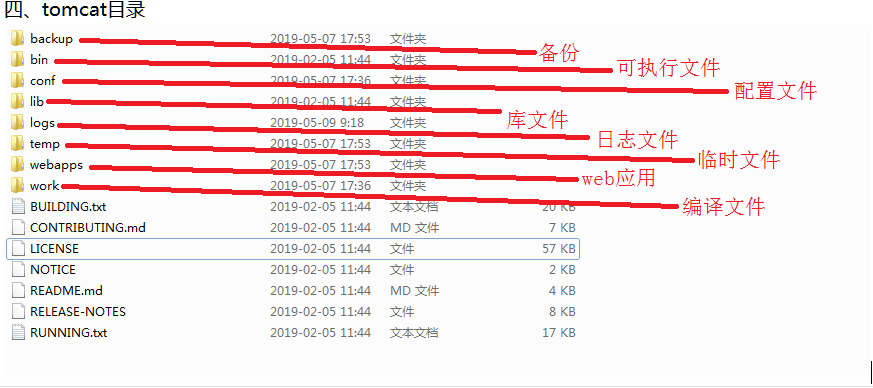 四、tomcat目录
backup 2019-05-07 17:53 文件夹 备份
bin 2019-02-05 11:44 文件夹 可执行文件
conf 2019-05-07 17:36 文件夹 配置文件
lib 2019-02-05 11:44 文件夹 库文件
logs 2019-05-09 9:18 文件夹 日志文件
temp 2019-05-07 17:53 文件夹 临时文件
webapps 2019-05-07 17:53 文件夹 web应用
work 2019-05-07 17:36 文件夹 编译文件
BUILDING.txt 2019-02-05 11:44 文本文档 20 KB
CONTRIBUTING.md 2019-02-05 11:44 MD 文件 7 KB
LICENSE 2019-02-05 11:44 文件 57 KB
NOTICE 2019-02-05 11:44 文件 2 KB
README.md 2019-02-05 11:44 MD 文件 4 KB
RELEASE-NOTES 2019-02-05 11:44 文件 8 KB
RUNNING.txt 2019-02-05 11:44 文本文档 17 KB